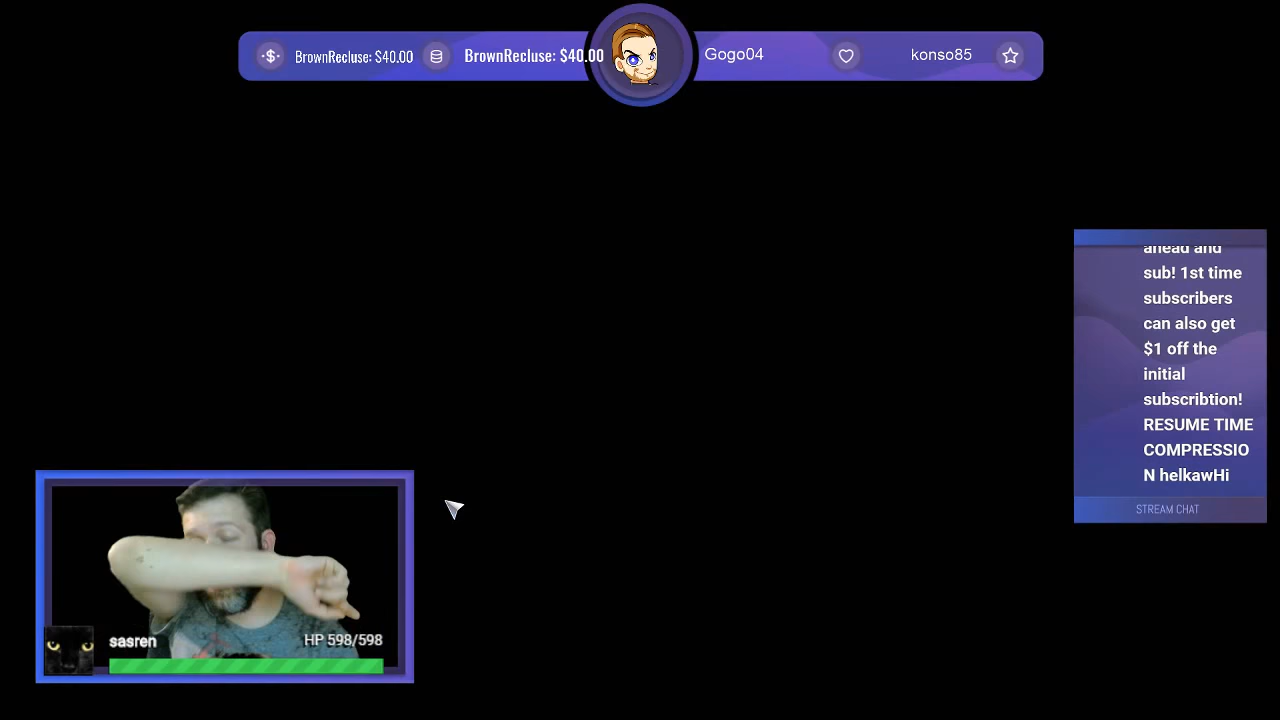 BrownRecluse: $40.00
BrownRecluse: $40.00
Gogo04
konso85
ahead and
sub! 1st time
subscribers
can also get
$1 off the
initial
subscribtion!
RESUME TIME
COMPRESSIO
N helkawHi
STREAM CHAT
sasren
HP 598/598